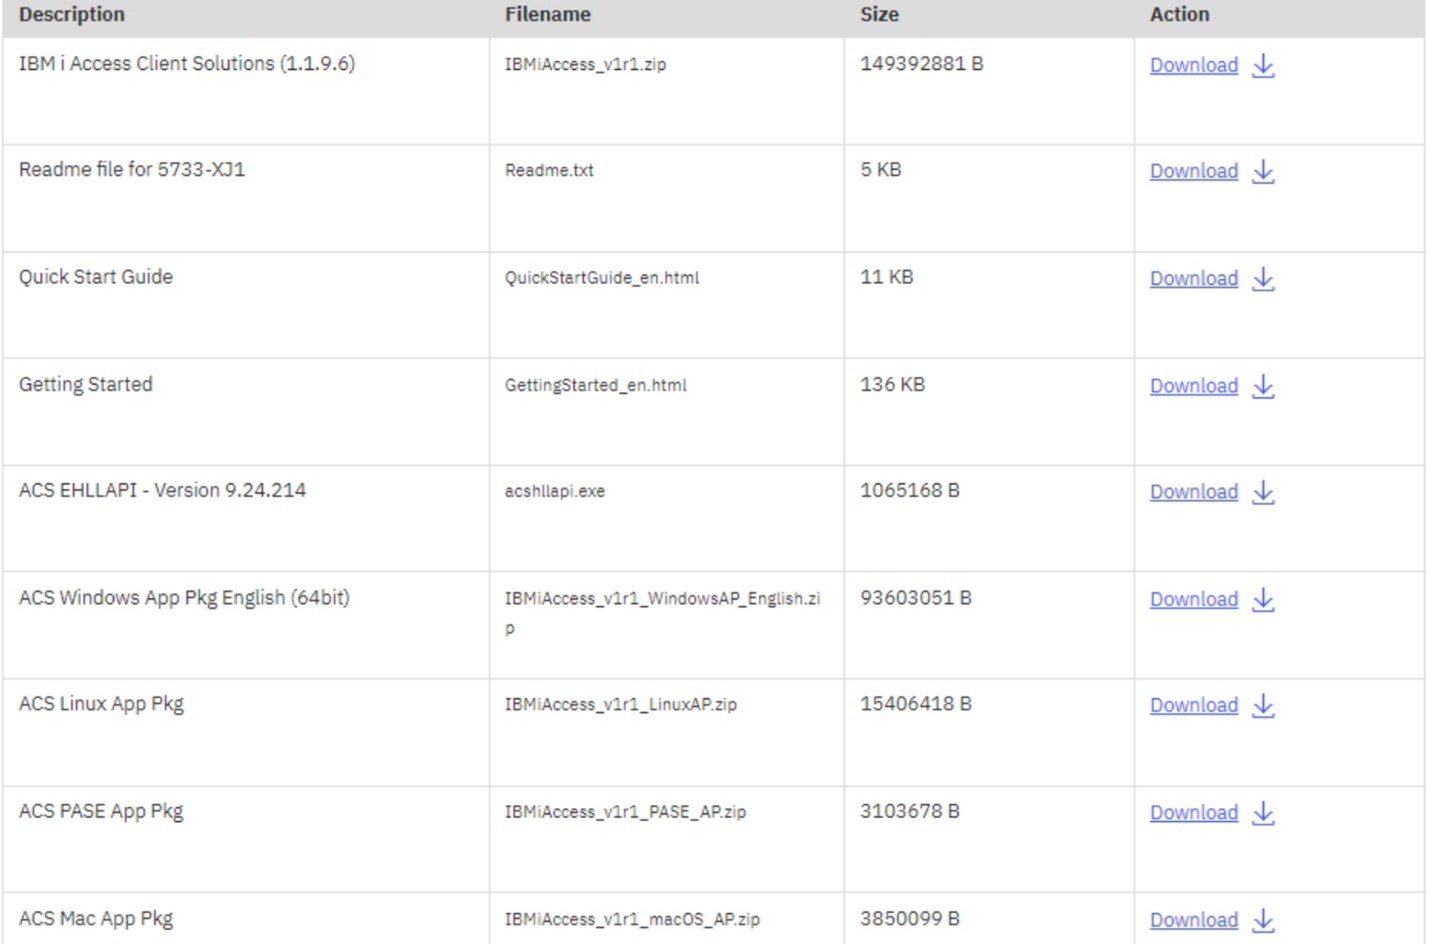 Description Filename Size Action
IBM i Access Client Solutions (1.1.9.6) IBMiAccess_v1r1.zip 149392881 B Download
Readme file for 5733-XJ1 Readme.txt 5 KB Download
Quick Start Guide QuickStartGuide_en.html 11 KB Download
Getting Started GettingStarted_en.html 136 KB Download
ACS EHLLAPI - Version 9.24.214 acshllapi.exe 1065168 B Download
ACS Windows App Pkg English (64bit) IBMiAccess_v1r1_WindowsAP_English.zi 93603051 B Download
p
ACS Linux App Pkg IBMiAccess_v1r1_LinuxAP.zip 15406418 B Download
ACS PASE App Pkg IBMiAccess_v1r1_PASE_AP.zip 3103678 B Download
ACS Mac App Pkg IBMiAccess_v1r1_macOS_AP.zip 3850099 B Download